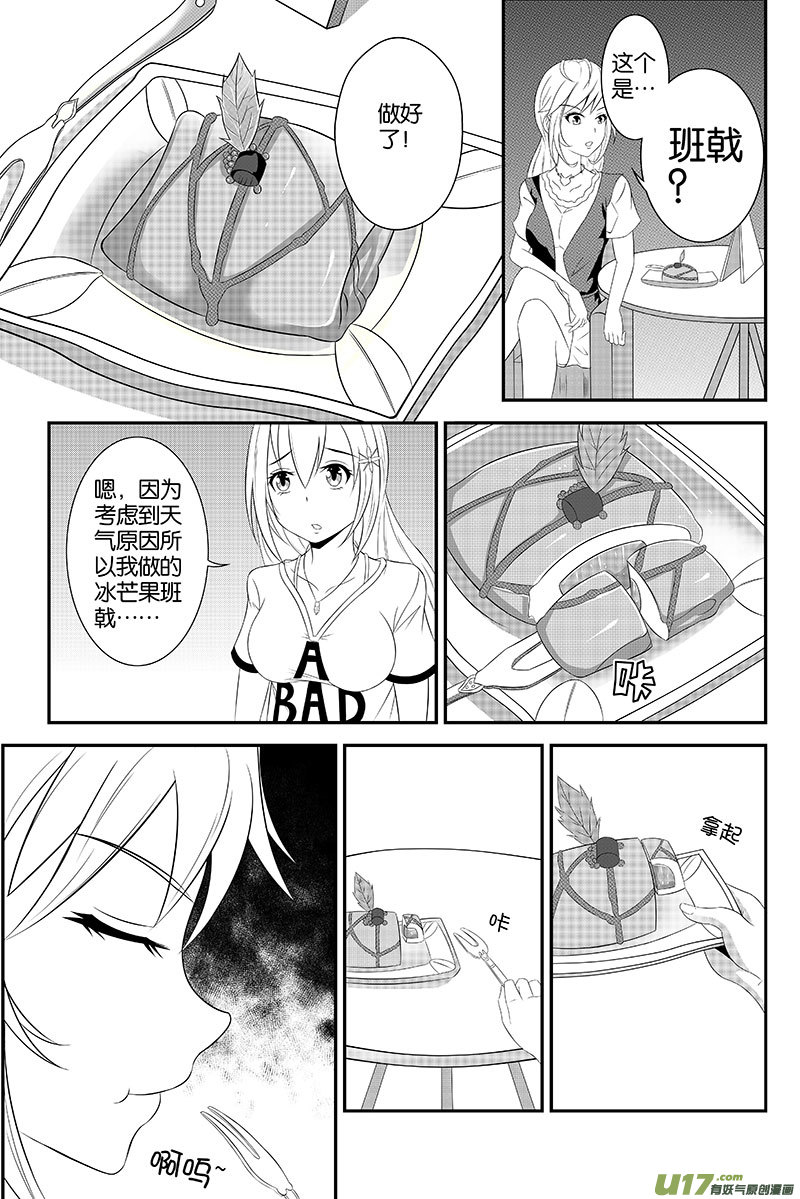 做好
了！
这个
是…
班戟
？
嗯，因为
考虑到天
气原因所
以我做的
冰芒果班
戟……
A
BAD
咔
拿起
咔
啊呜~
U17.com
有妖气原创漫画